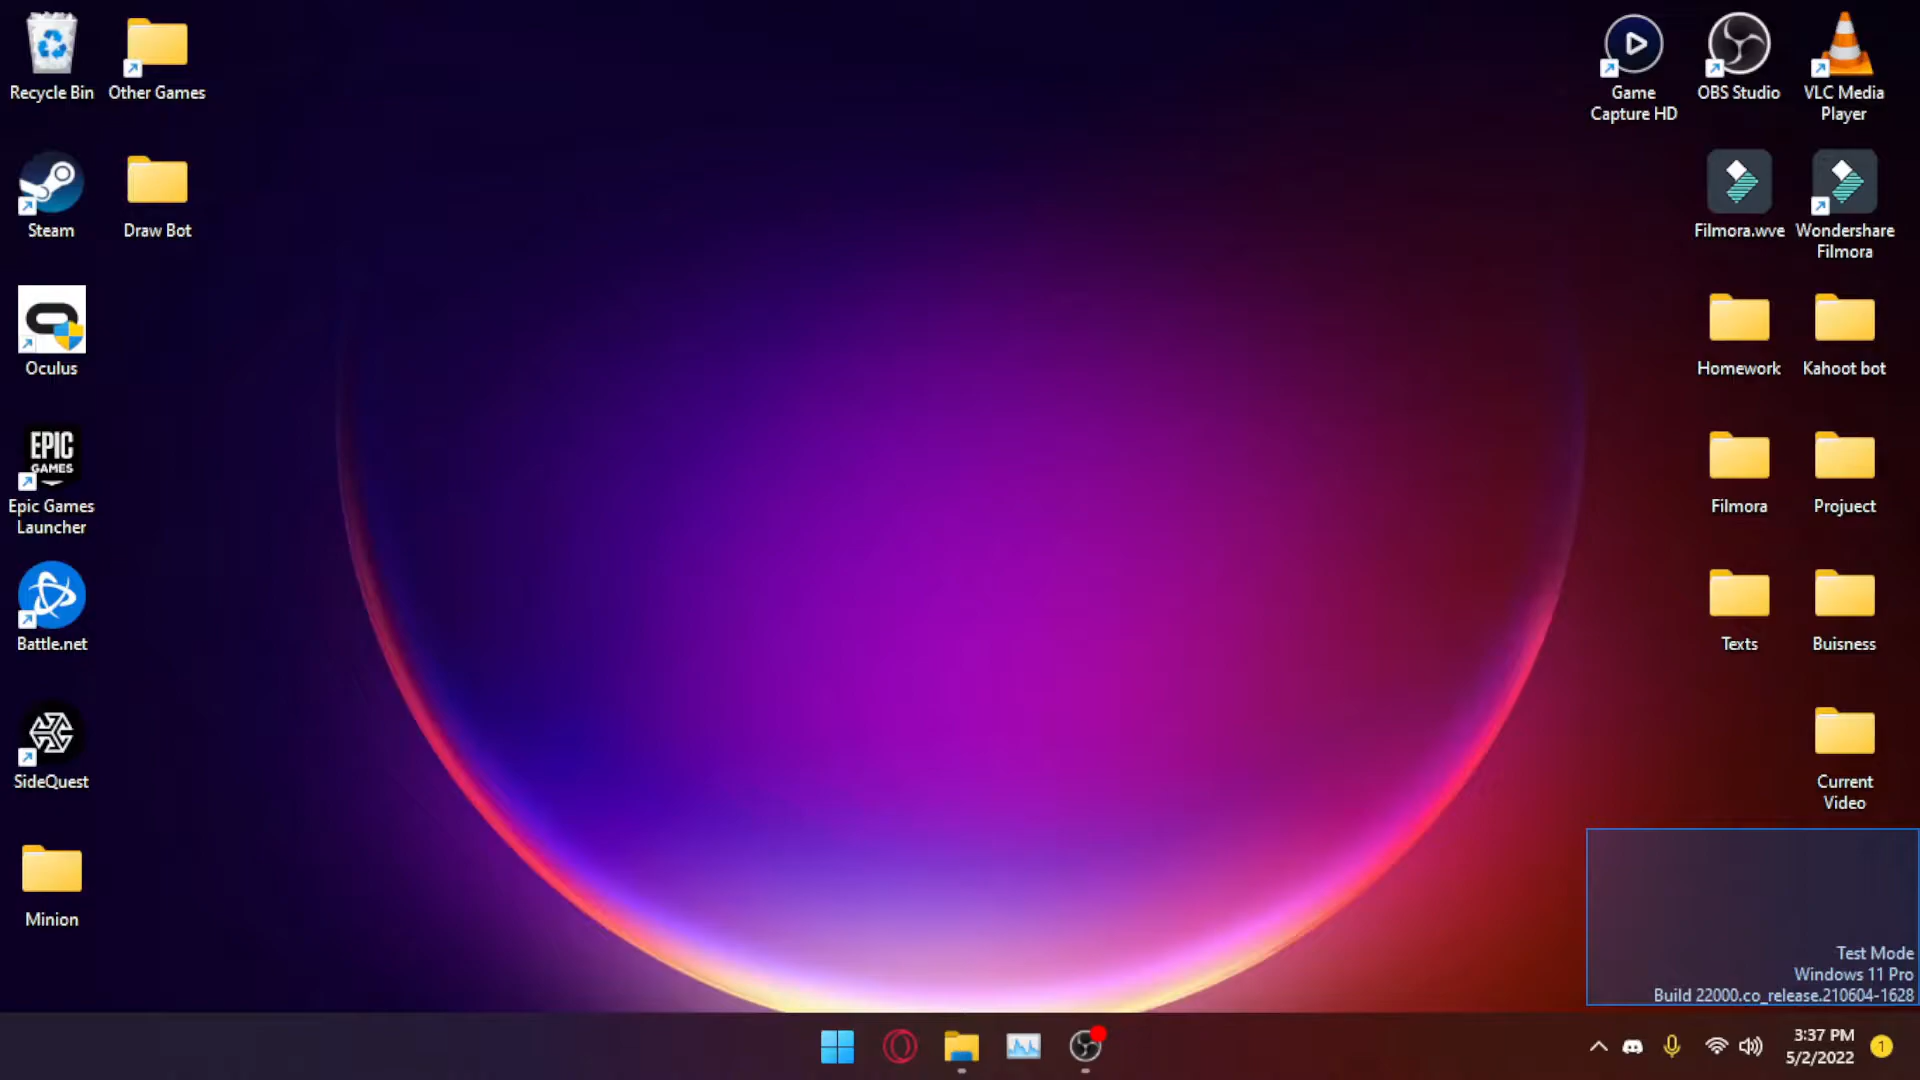 Recycle Bin
Other Games
Game
Capture HD
OBS Studio
VLC Media
Player
Steam
Draw Bot
Filmora.wve
Wondershare
Filmora
Oculus
Homework
Kahoot bot
EPIC
GAMES
Epic Games
Launcher
Filmora
Projuect
Battle.net
Texts
Buisness
SideQuest
Current
Video
Minion
Test Mode
Windows 11 Pro
Build 22000.co_release.210604-1628
3:37 PM
5/2/2022
1